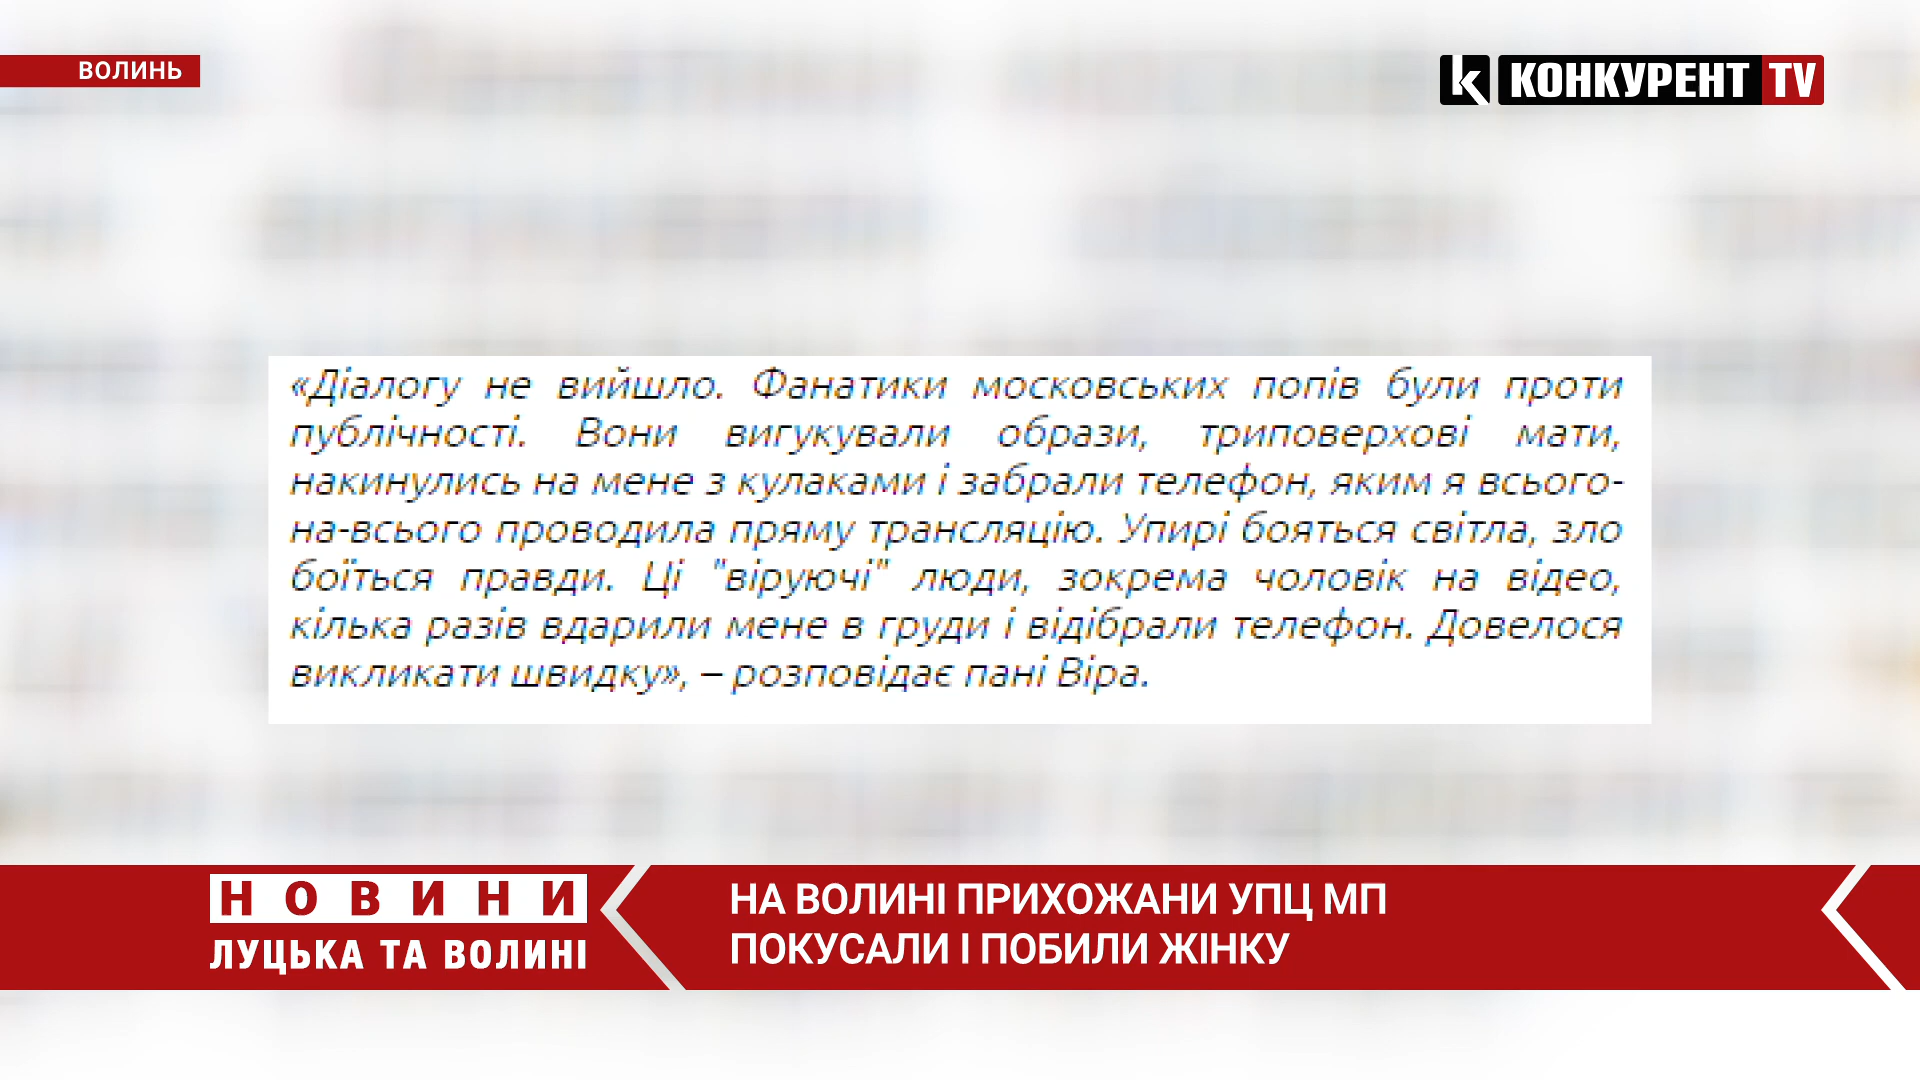 ВОЛИНЬ
k КОНКУРЕНТ TV
«Діалогу не вийшло. Фанатики московських попів були проти
публічності. Вони вигукували образи, триповерхові мати,
накинулись на мене з кулаками і забрали телефон, яким я всього-
на-всього проводила пряму трансляцію. Упирі бояться світла, зло
боїться правди. Ці "віруючі" люди, зокрема чоловік на відео,
кілька разів вдарили мене в груди і відібрали телефон. Довелося
викликати швидку», – розповідає пані Віра.
НОВИНИ
ЛУЦЬКА ТА ВОЛИНІ
НА ВОЛИНІ ПРИХОЖАНИ УПЦ МП
ПОКУСАЛИ І ПОБИЛИ ЖІНКУ